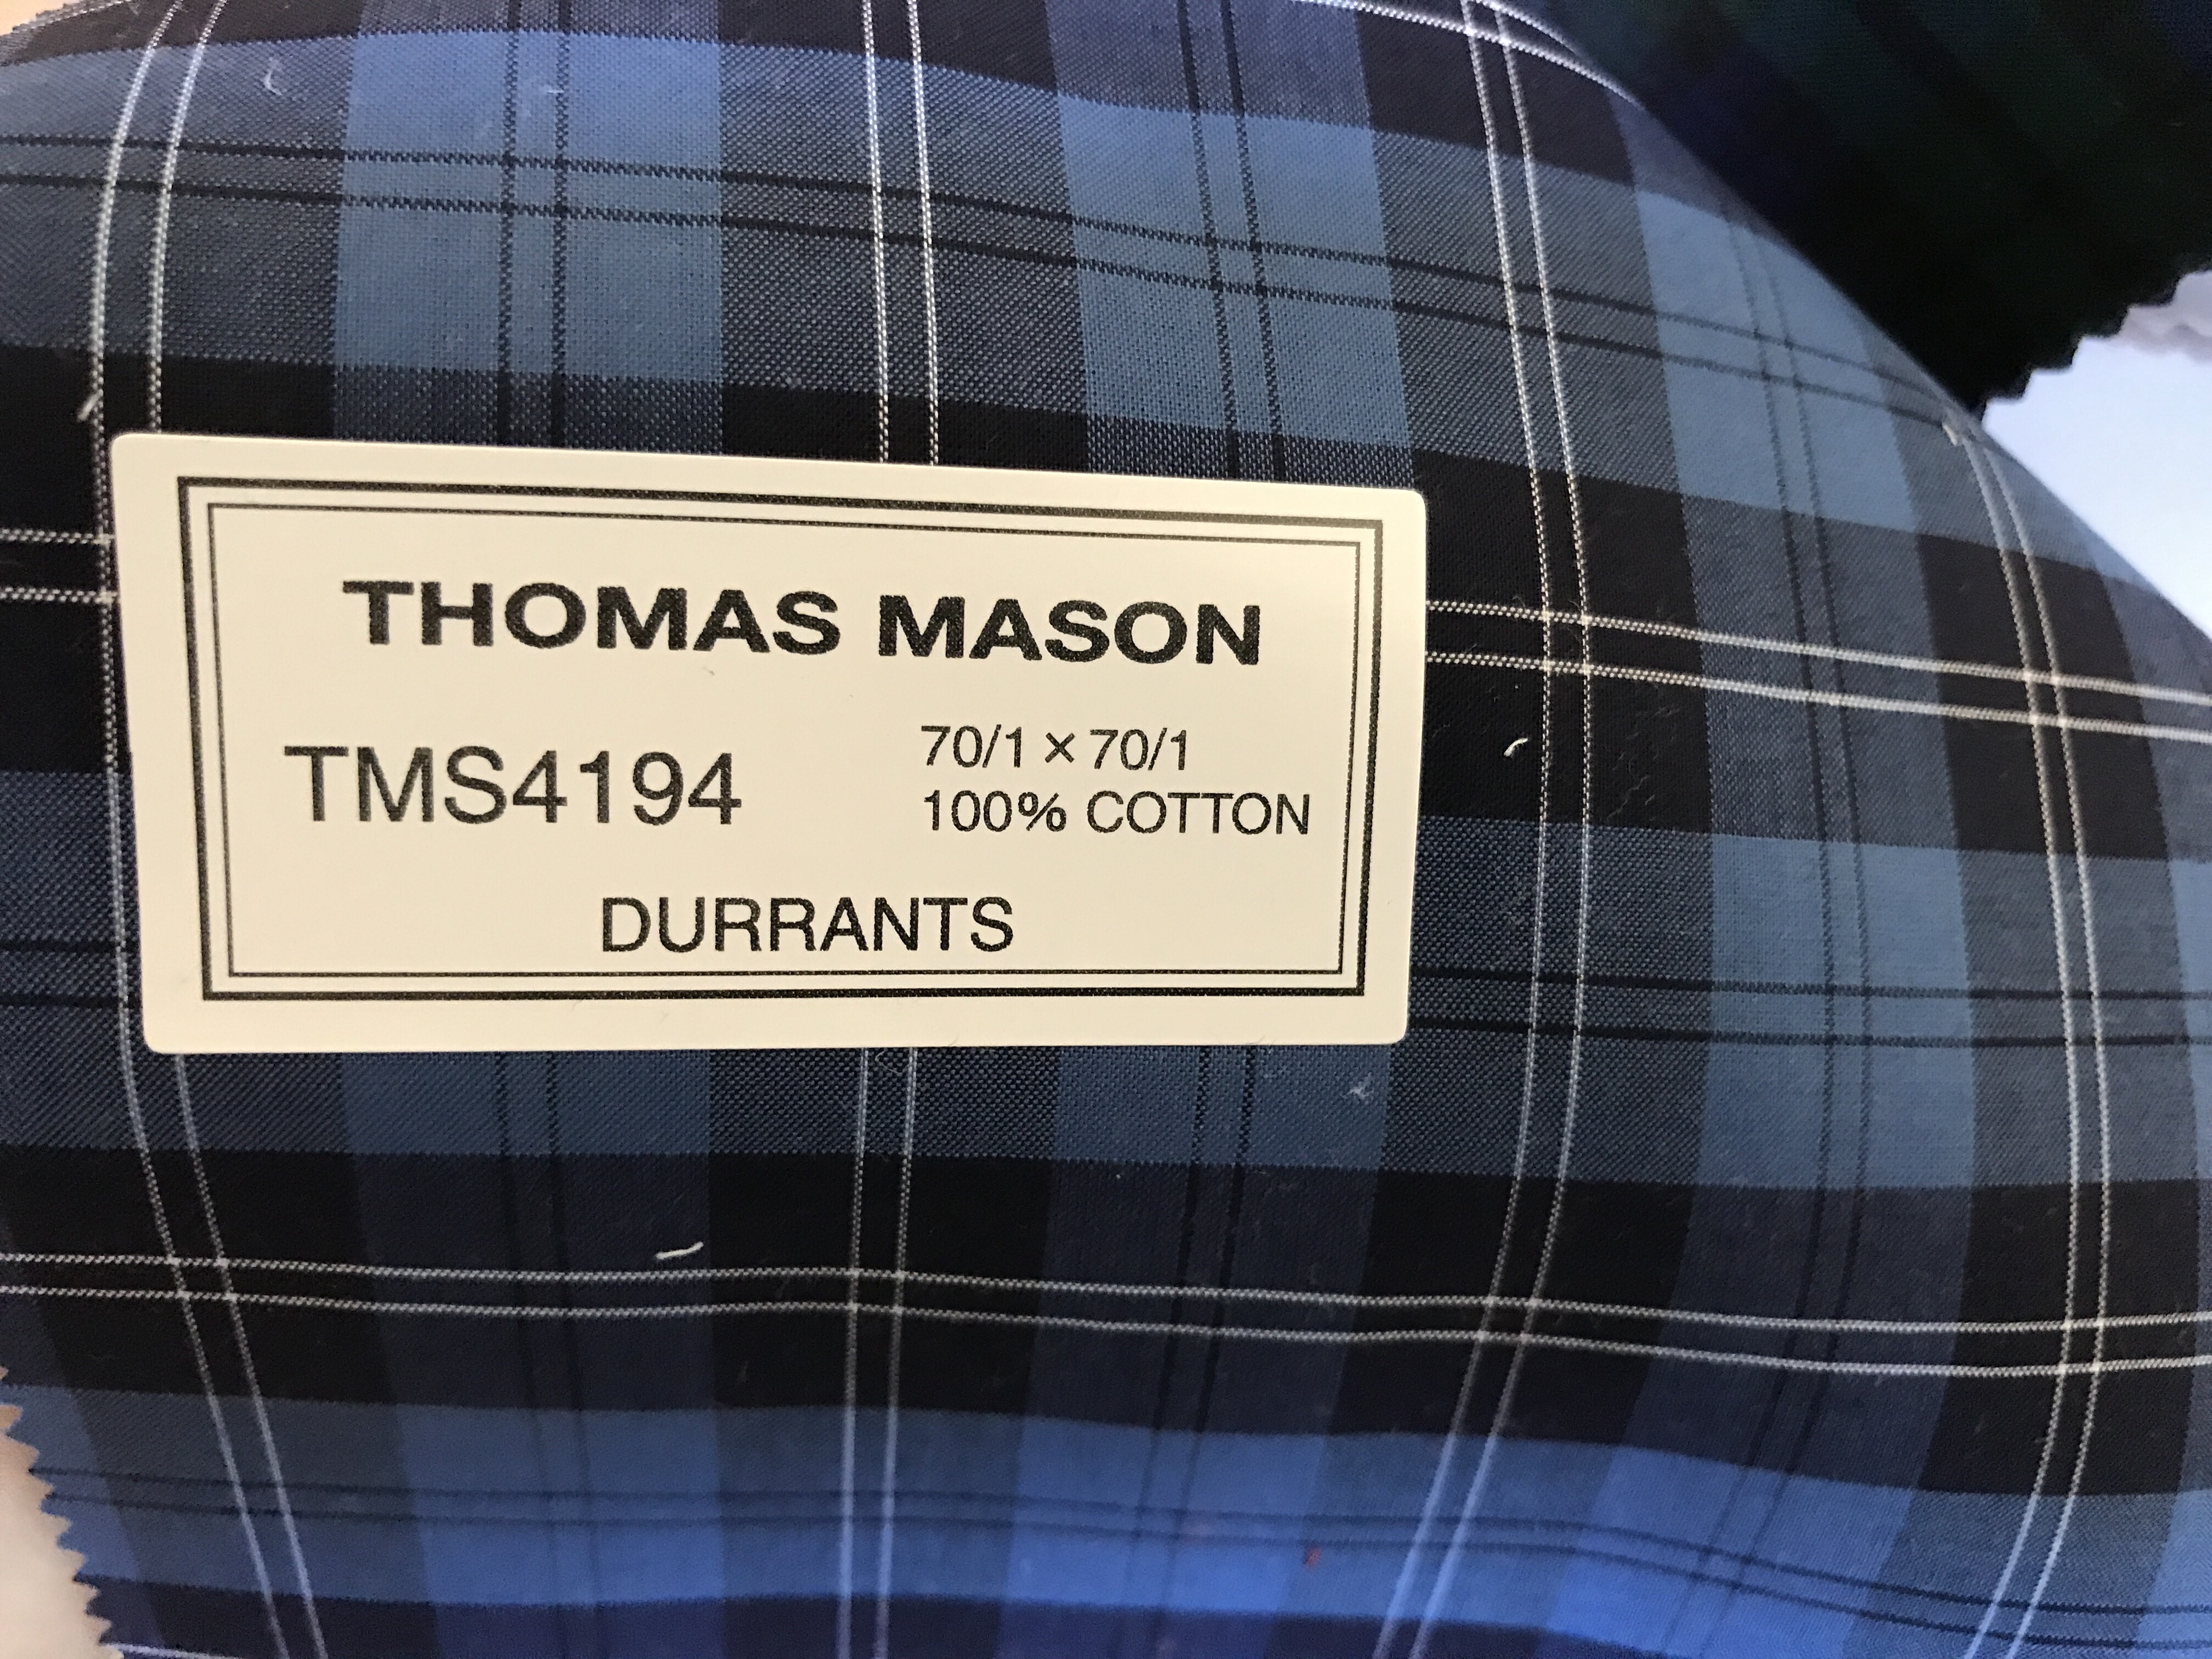 THOMAS MASON
TMS4194
70/1 × 70/1
100% COTTON
DURRANTS